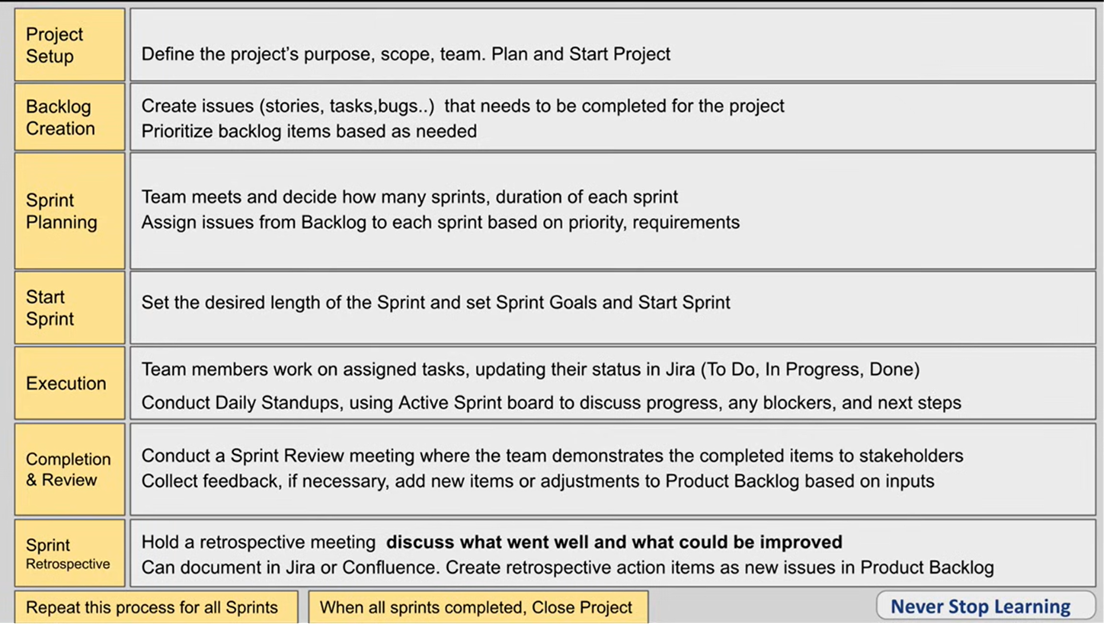 Project
Setup
Define the project's purpose, scope, team. Plan and Start Project
Backlog
Creation
Create issues (stories, tasks,bugs..) that needs to be completed for the project
Prioritize backlog items based as needed
Sprint
Planning
Team meets and decide how many sprints, duration of each sprint
Assign issues from Backlog to each sprint based on priority, requirements
Start
Sprint
Set the desired length of the Sprint and set Sprint Goals and Start Sprint
Execution
Team members work on assigned tasks, updating their status in Jira (To Do, In Progress, Done)
Conduct Daily Standups, using Active Sprint board to discuss progress, any blockers, and next steps
Completion
& Review
Conduct a Sprint Review meeting where the team demonstrates the completed items to stakeholders
Collect feedback, if necessary, add new items or adjustments to Product Backlog based on inputs
Sprint
Retrospective
Hold a retrospective meeting discuss what went well and what could be improved
Can document in Jira or Confluence. Create retrospective action items as new issues in Product Backlog
Repeat this process for all Sprints
When all sprints completed, Close Project
Never Stop Learning